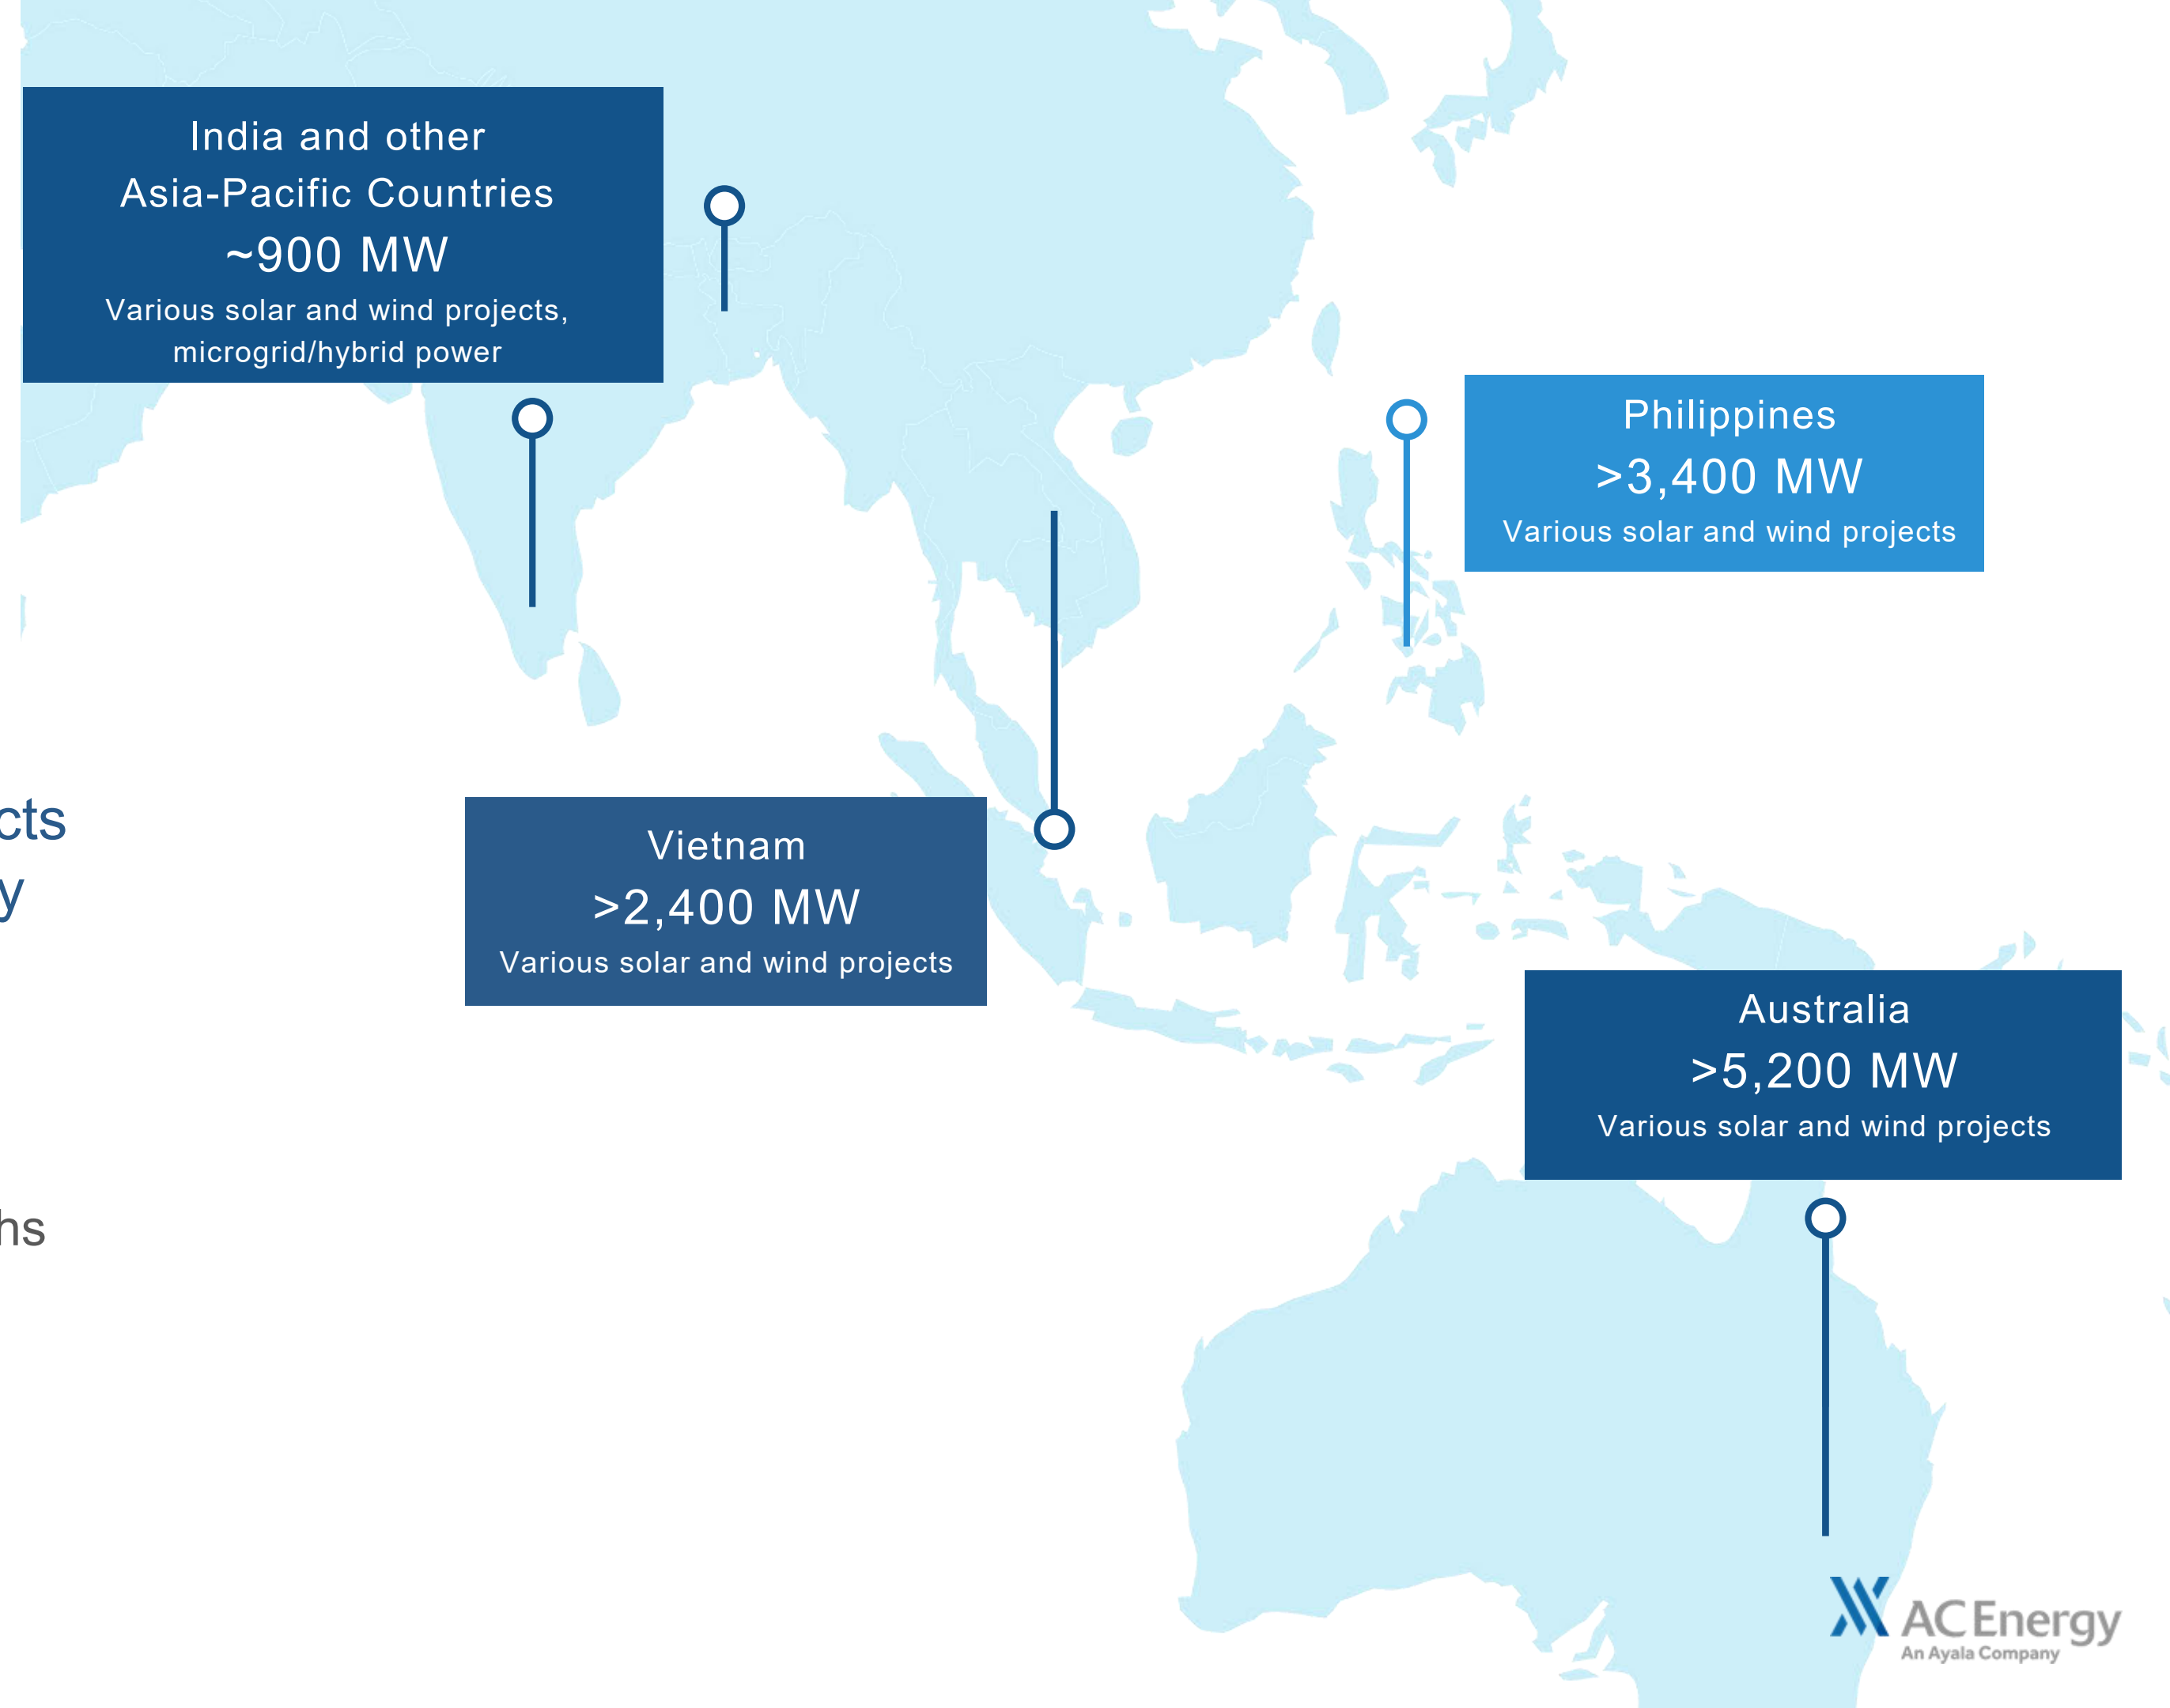 India and other
Asia-Pacific Countries
~900 MW
Various solar and wind projects,
microgrid/hybrid power
Philippines
>3,400 MW
Various solar and wind projects
cts
y
Vietnam
>2,400 MW
Various solar and wind projects
Australia
>5,200 MW
Various solar and wind projects
hs
ACEnergy
An Ayala Company